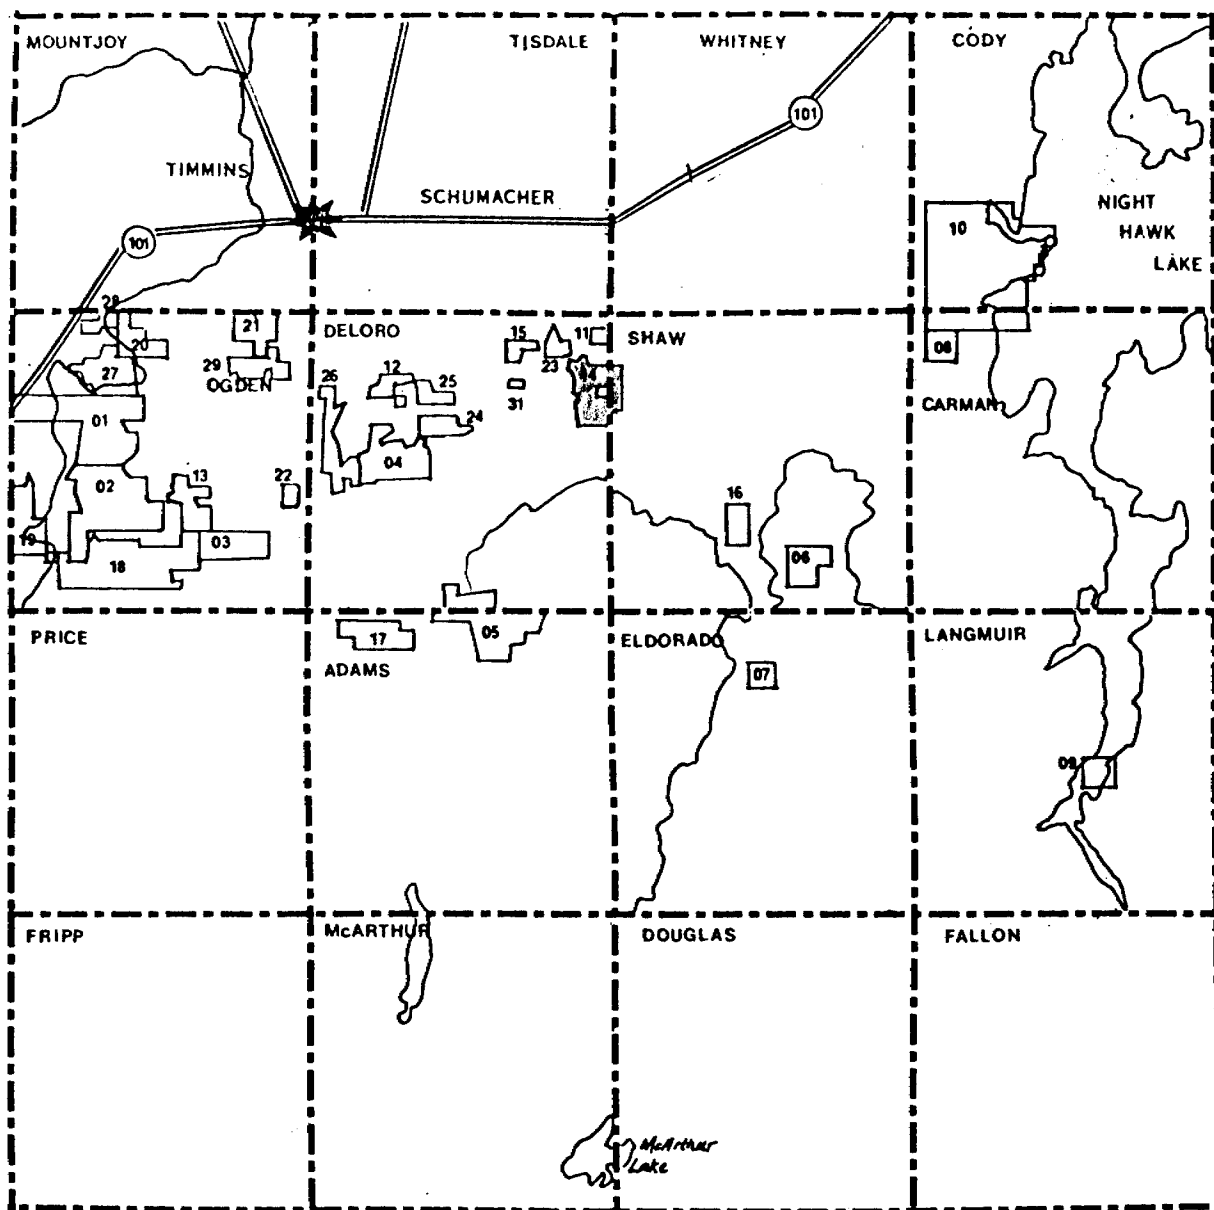 MOUNTJOY
TISDALE
WHITNEY
CODY
101
TIMMINS
SCHUMACHER
NIGHT
HAWK
LAKE
10
101
28
21
20
29
27
OGDEN
01
02
13
22
19
18
03
DELORO
15
11
23
12
25
26
31
24
04
SHAW
16
06
08
CARMAN
PRICE
17
05
ADAMS
ELDORADO
07
LANGMUIR
09
FRIPP
McARTHUR
DOUGLAS
FALLON
McArthur
Lake